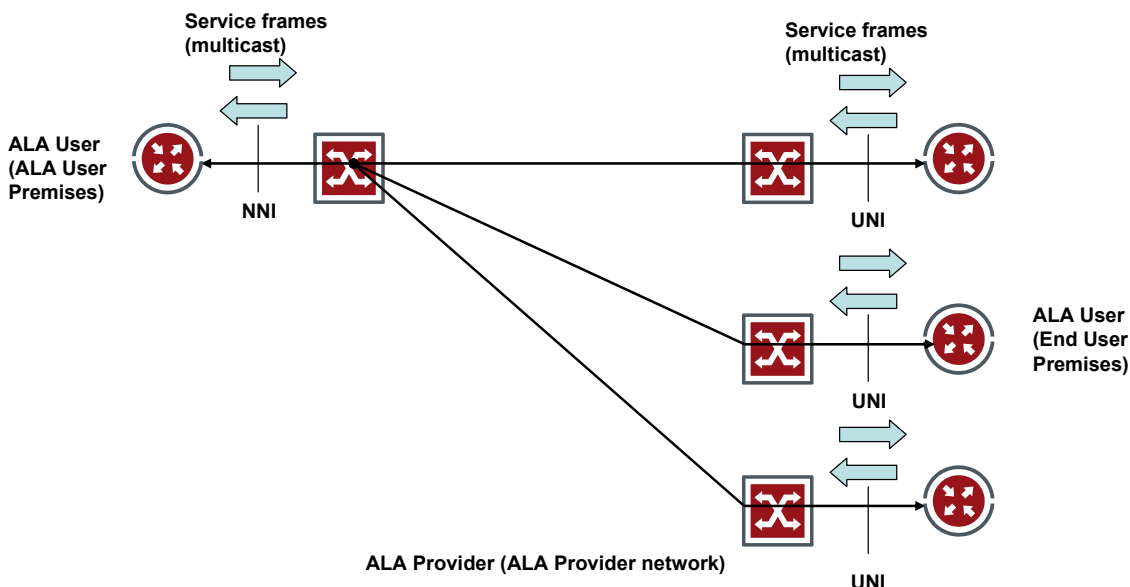 Service frames
(multicast)
Service frames
(multicast)
ALA User
(ALA User
Premises)
NNI
UNI
ALA User
(End User
Premises)
UNI
ALA Provider (ALA Provider network)
UNI